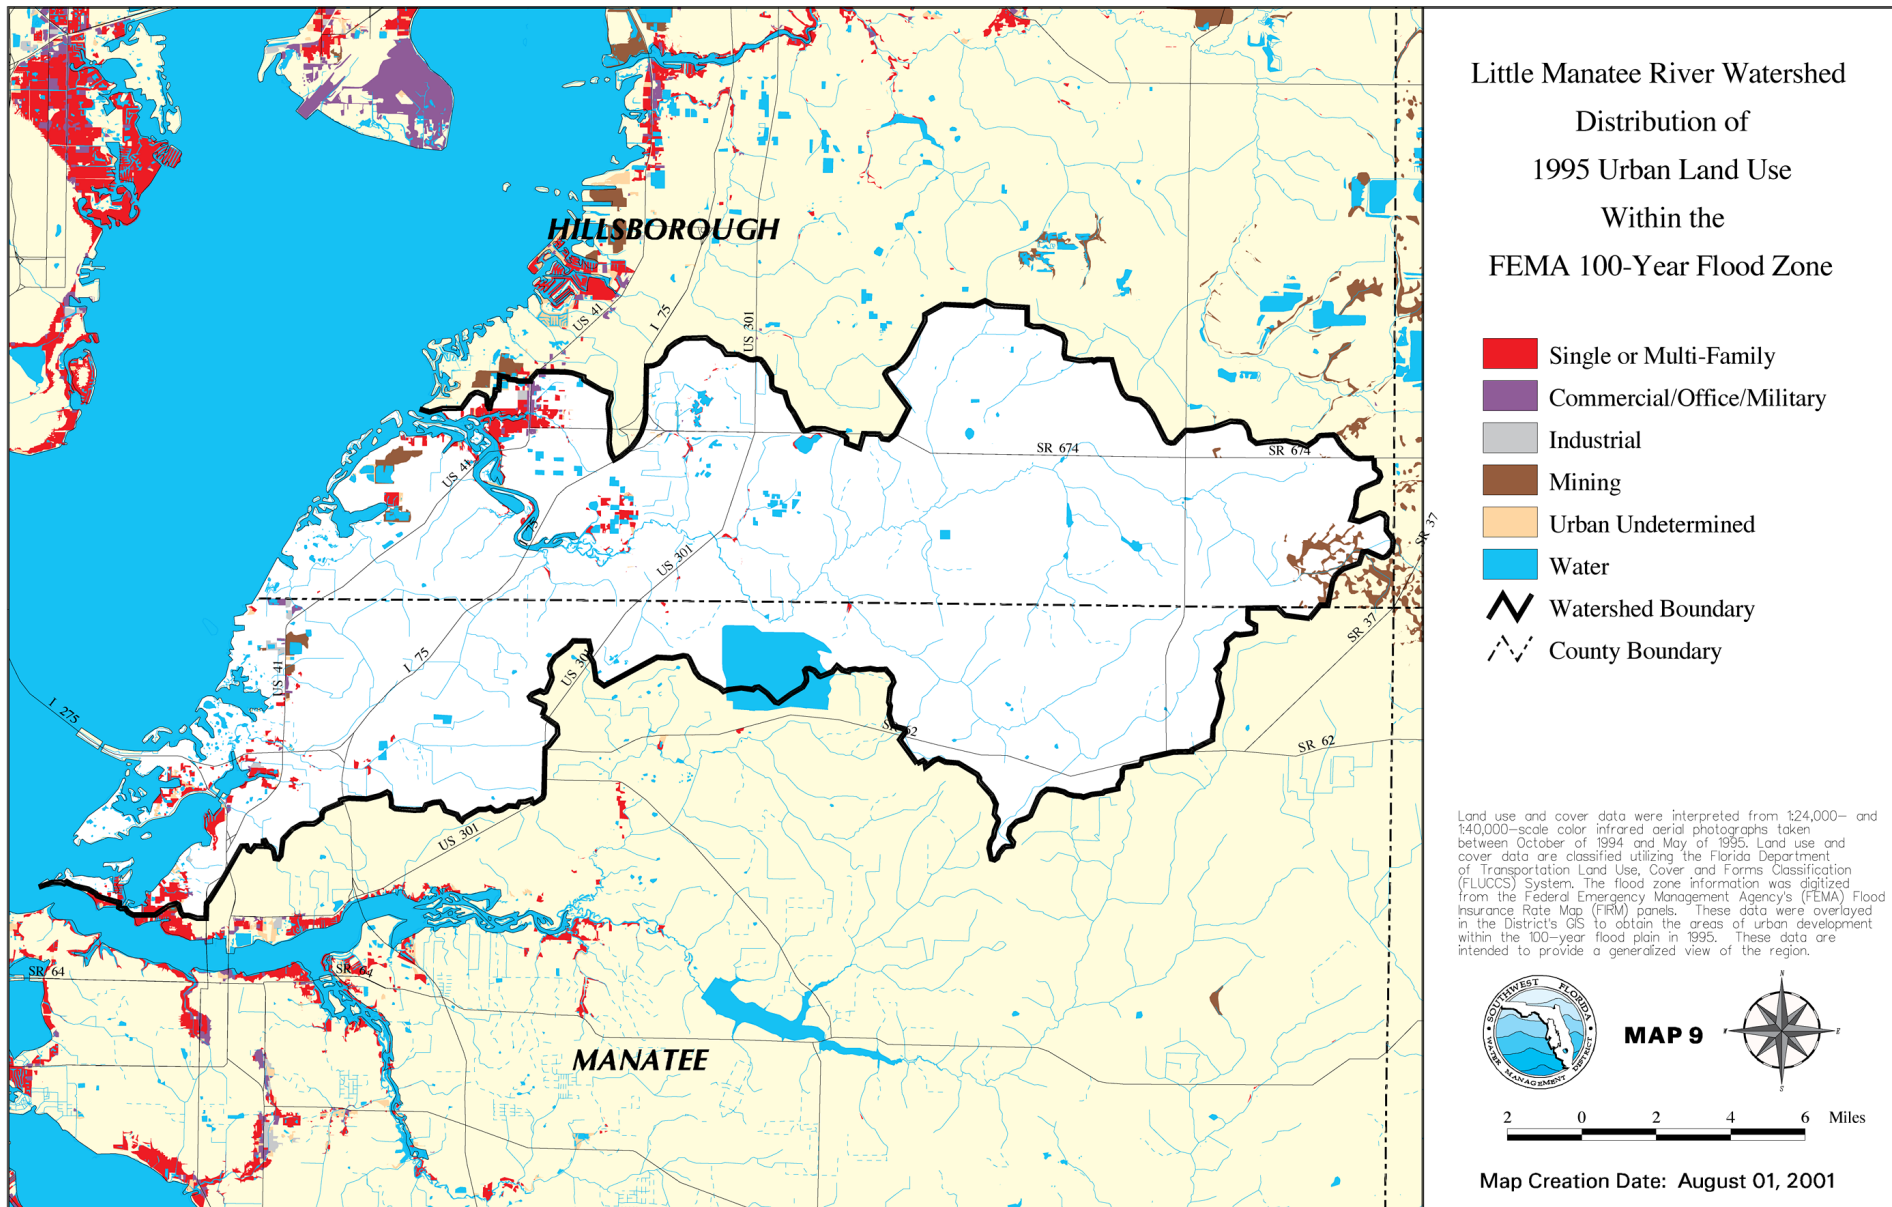 Little Manatee River Watershed
Distribution of
1995 Urban Land Use
Within the
FEMA 100-Year Flood Zone
Single or Multi-Family
Commercial/Office/Military
Industrial
Mining
Urban Undetermined
Water
Watershed Boundary
County Boundary
HILLSBOROUGH
US 41
I 75
US 301
SR 674
SR 674
US 41
75
US 301
SR 37
SR 37
US 41
I 75
US 301
I 275
SR 62
SR 62
US 301
SR 64
SR 64
MANATEE
Land use and cover data were interpreted from 1:24,000- and
1:40,000-scale color infrared aerial photographs taken
between October of 1994 and May of 1995. Land use and
cover data are classified utilizing the Florida Department
of Transportation Land Use, Cover and Forms Classification
(FLUCCS) System. The flood zone information was digitized
from the Federal Emergency Management Agency's (FEMA) Flood
Insurance Rate Map (FIRM) panels. These data were overlayed
in the District's GIS to obtain the areas of urban development
within the 100-year flood plain in 1995. These data are
intended to provide a generalized view of the region.
SOUTHWEST FLORIDA
WATER MANAGEMENT DISTRICT
MAP 9
N
W E
S
2 0 2 4 6 Miles
Map Creation Date: August 01, 2001